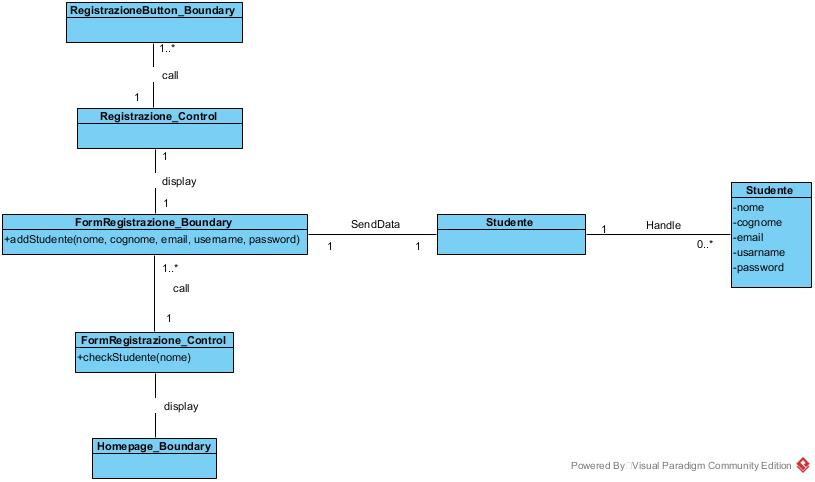 RegistrazioneButton_Boundary
1..*
call
1
Registrazione_Control
1
display
1
FormRegistrazione_Boundary
+addStudente(nome, cognome, email, username, password)
SendData
1
1
Studente
1
Handle
0..*
Studente
-nome
-cognome
-email
-usarname
-password
1..*
call
1
FormRegistrazione_Control
+checkStudente(nome)
display
Homepage_Boundary
Powered By Visual Paradigm Community Edition